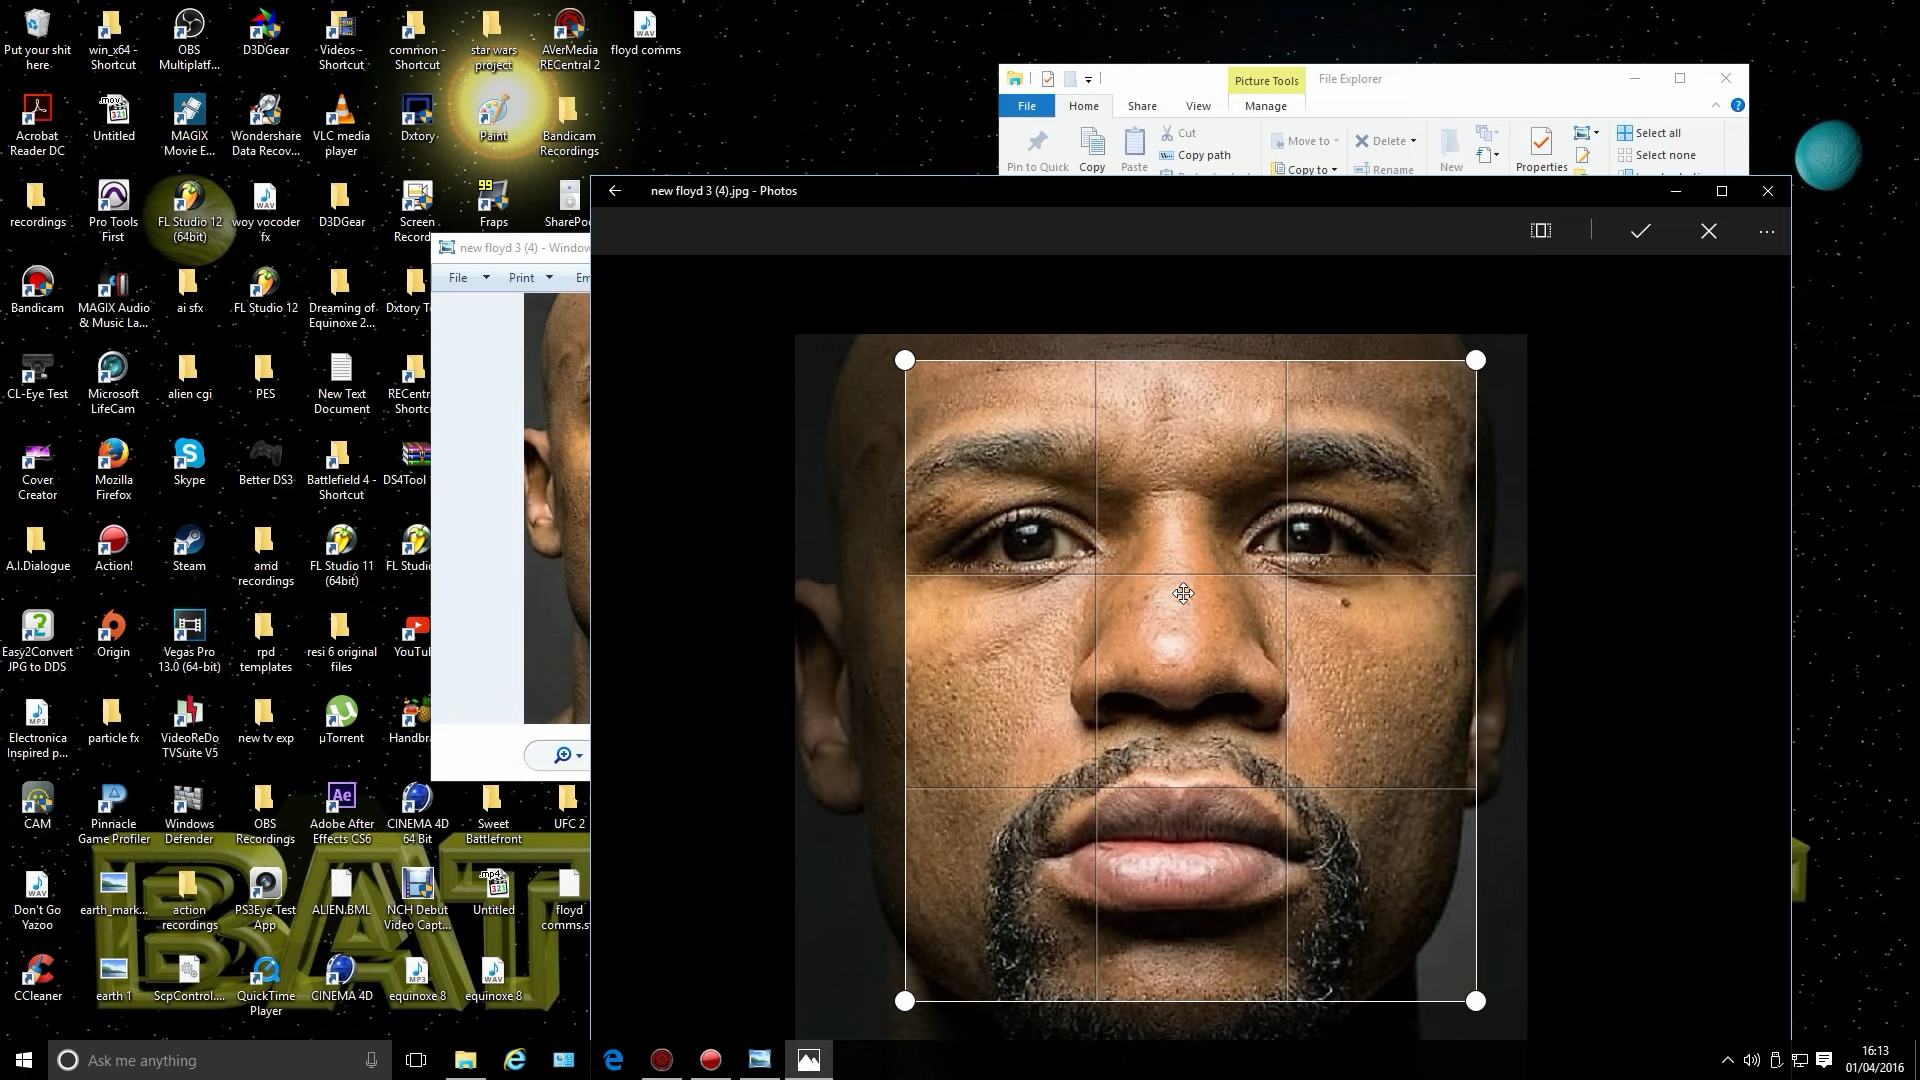 Put your shit here
win_x64 - Shortcut
OBS Multiplatf...
D3DGear
Videos - Shortcut
common - Shortcut
star wars project
AVerMedia RECentral 2
floyd comms
Acrobat Reader DC
Untitled
MAGIX Movie E...
Wondershare Data Recov...
VLC media player
Dxtory
Paint
Bandicam Recordings
recordings
Pro Tools First
FL Studio 12 (64bit)
woy vocoder fx
D3DGear
Screen Record
99
Fraps
SharePo
Bandicam
MAGIX Audio & Music La...
ai sfx
FL Studio 12
Dreaming of Equinoxe 2...
Dxtory T
CL-Eye Test
Microsoft LifeCam
alien cgi
PES
New Text Document
RECentr
Shortc
Cover Creator
Mozilla Firefox
Skype
Better DS3
Battlefield 4 - Shortcut
DS4Tool
A.I.Dialogue
Action!
Steam
amd recordings
FL Studio 11 (64bit)
FL Studio
Easy2Convert JPG to DDS
Origin
Vegas Pro 13.0 (64-bit)
rpd templates
resi 6 original files
YouTub
Electronica Inspired p...
particle fx
VideoReDo TVSuite V5
new tv exp
µTorrent
Handbr
CAM
Pinnacle Game Profiler
Windows Defender
OBS Recordings
Adobe After Effects CS6
CINEMA 4D 64 Bit
Sweet Battlefront
UFC 2
Don't Go Yazoo
earth_mark...
action recordings
PS3Eye Test App
ALIEN.BML
NCH Debut Video Capt...
Untitled
floyd comms.s
CCleaner
earth 1
ScpControl....
QuickTime Player
CINEMA 4D
equinoxe 8
equinoxe 8
BAT
Picture Tools
File Explorer
File
Home
Share
View
Manage
Pin to Quick
Copy
Paste
Cut
Copy path
Move to
Copy to
Delete
Rename
New
Properties
Select all
Select none
new floyd 3 (4) - Window
File
Print
Em
new floyd 3 (4).jpg - Photos
Ask me anything
16:13
01/04/2016